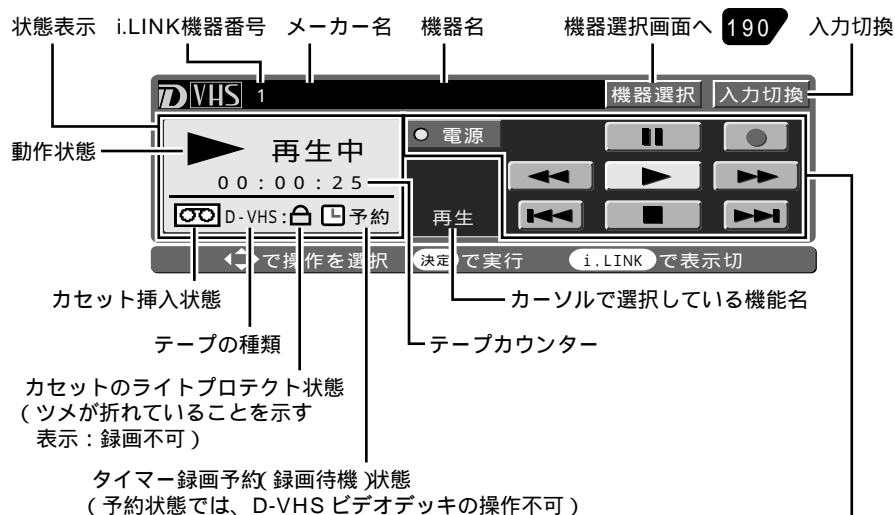 状態表示 i.LINK機器番号 メーカー名 機器名 機器選択画面へ 190 入力切換
D VHS 1 機器選択 入力切換
動作状態
再生中
電源
00:00:25
D-VHS: 予約
再生
で操作を選択 決定 で実行 i.LINK で表示切
カセット挿入状態
カーソルで選択している機能名
テープの種類
テープカウンター
カセットのライトプロテクト状態
(ツメが折れていることを示す
表示:録画不可)
タイマー録画予約(録画待機)状態
(予約状態では、D-VHS ビデオデッキの操作不可)